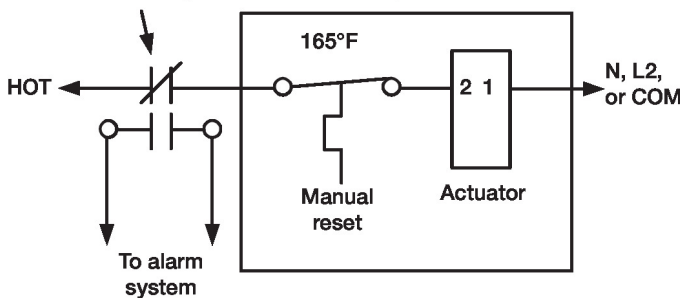 165°F
HOT
2 1
N, L2,
or COM
Manual
reset
Actuator
To alarm
system